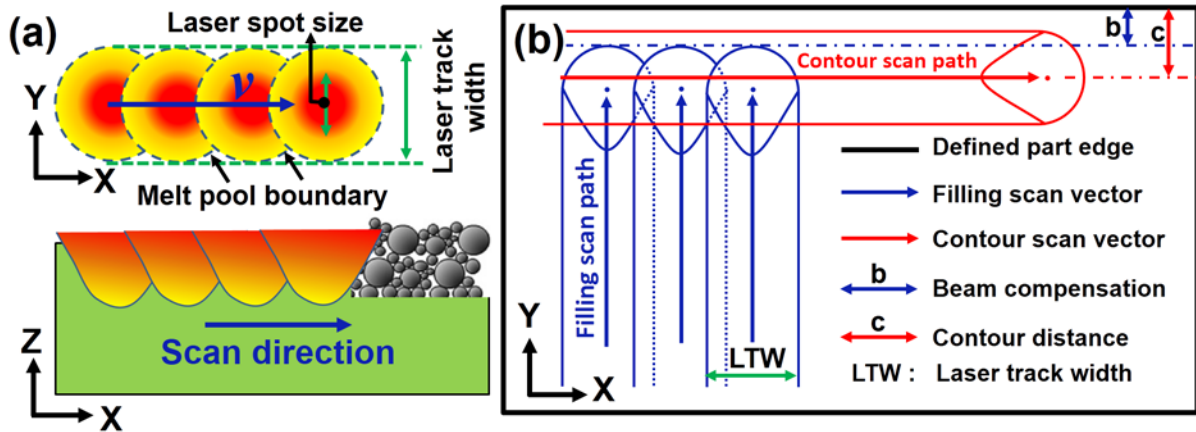 (a)
Laser spot size
v
Laser track
width
Y
X
Melt pool boundary
Scan direction
Z
X
(b)
b
c
Contour scan path
Filling scan path
Defined part edge
Filling scan vector
Contour scan vector
b
Beam compensation
c
Contour distance
LTW
LTW : Laser track width
Y
X